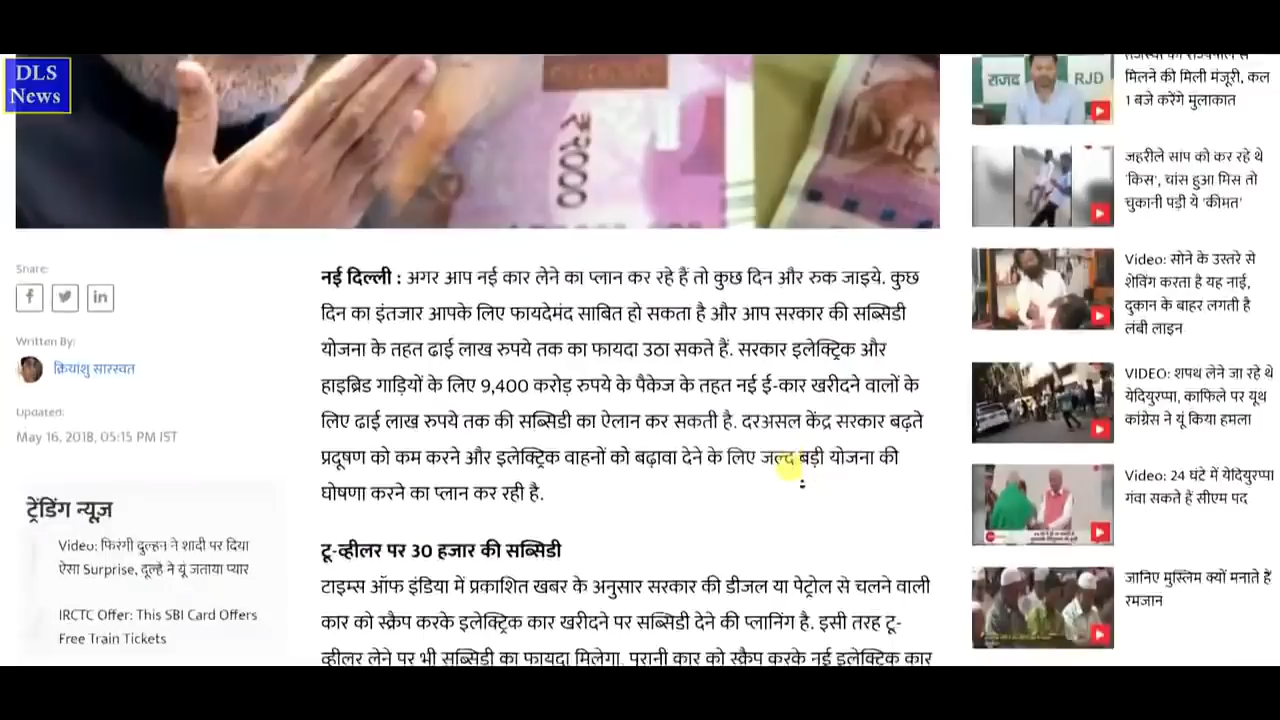 DLS
News
₹2000
Share:
Written By:
क्रियांशु सारस्वत
Updated:
May 16, 2018, 05:15 PM IST
ट्रेंडिंग न्यूज़
Video: फिरंगी दुल्हन ने शादी पर दिया
ऐसा Surprise, दूल्हे ने यूं जताया प्यार
IRCTC Offer: This SBI Card Offers
Free Train Tickets
नई दिल्ली : अगर आप नई कार लेने का प्लान कर रहे हैं तो कुछ दिन और रुक जाइये. कुछ
दिन का इंतजार आपके लिए फायदेमंद साबित हो सकता है और आप सरकार की सब्सिडी
योजना के तहत ढाई लाख रुपये तक का फायदा उठा सकते हैं. सरकार इलेक्ट्रिक और
हाइब्रिड गाड़ियों के लिए 9,400 करोड़ रुपये के पैकेज के तहत नई ई-कार खरीदने वालों के
लिए ढाई लाख रुपये तक की सब्सिडी का ऐलान कर सकती है. दरअसल केंद्र सरकार बढ़ते
प्रदूषण को कम करने और इलेक्ट्रिक वाहनों को बढ़ावा देने के लिए जल्द बड़ी योजना की
घोषणा करने का प्लान कर रही है.
टू-व्हीलर पर 30 हजार की सब्सिडी
टाइम्स ऑफ इंडिया में प्रकाशित खबर के अनुसार सरकार की डीजल या पेट्रोल से चलने वाली
कार को स्क्रैप करके इलेक्ट्रिक कार खरीदने पर सब्सिडी देने की प्लानिंग है. इसी तरह टू-
व्हीलर लेने पर भी सब्सिडी का फायदा मिलेगा. पुरानी कार को स्क्रैप करके नई इलेक्ट्रिक कार
राजद RJD
मिलने की मिली मंजूरी, कल
1 बजे करेंगे मुलाकात
जहरीले सांप को कर रहे थे
'किस', चांस हुआ मिस तो
चुकानी पड़ी ये 'कीमत'
Video: सोने के उस्तरे से
शेविंग करता है यह नाई,
दुकान के बाहर लगती है
लंबी लाइन
VIDEO: शपथ लेने जा रहे थे
येदियुरप्पा, काफिले पर यूथ
कांग्रेस ने यूं किया हमला
Video: 24 घंटे में येदियुरप्पा
गंवा सकते हैं सीएम पद
जानिए मुस्लिम क्यों मनाते हैं
रमजान